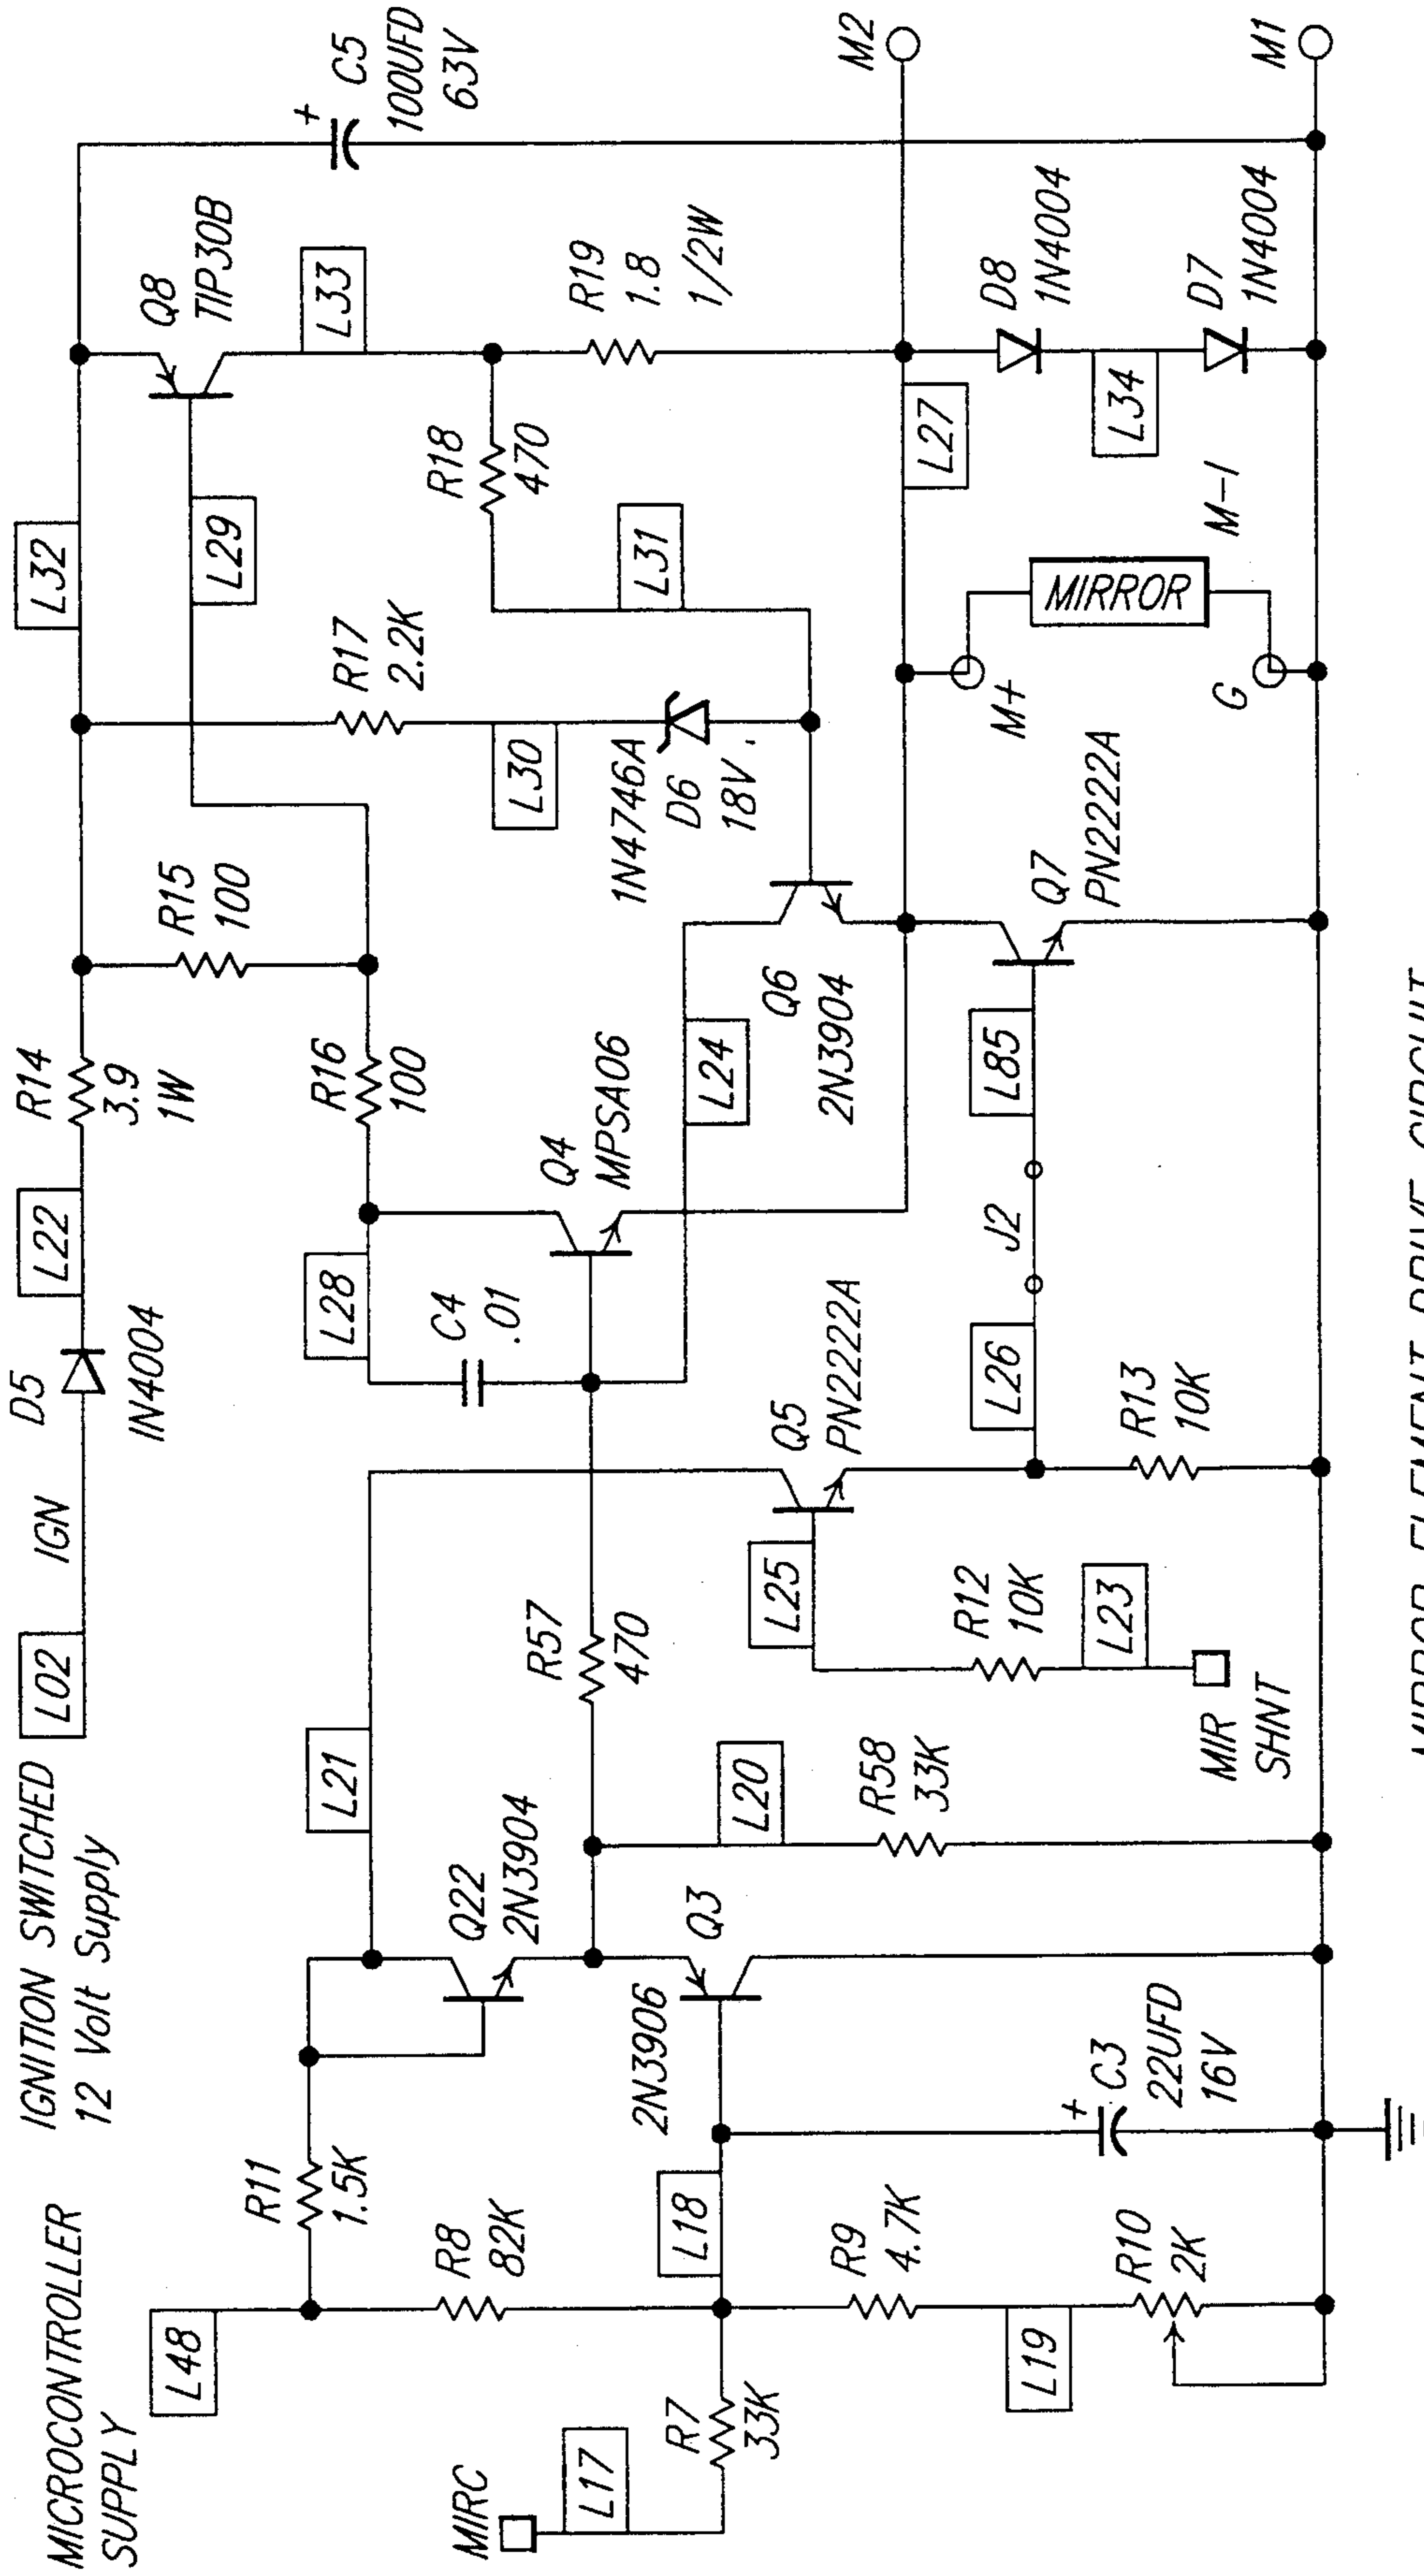 MICROCONTROLLER
SUPPLY
IGNITION SWITCHED
12 Volt Supply
L02
IGN
D5
IN4004
L22
R14
3.9
1W
L32
L48
R11
1.5K
L21
L28
R16
100
R15
100
L29
Q8
TIP30B
C5
+
100UFD
63V
R8
82K
Q22
2N3904
R57
470
C4
.01
Q4
MPSA06
R17
2.2K
L30
1N4746A
D6
18V
R18
470
L31
L33
R19
1.8
1/2W
MIRC
L17
R7
33K
L18
2N3906
Q3
L20
R58
33K
L25
Q5
PN2222A
L24
Q6
2N3904
L27
M2
R9
4.7K
L19
R10
2K
+
C3
22UFD
16V
R12
10K
L23
MIR
SHNT
L26
J2
L85
R13
10K
Q7
PN2222A
M+
MIRROR
G
M-1
D8
1N4004
L34
D7
1N4004
M1